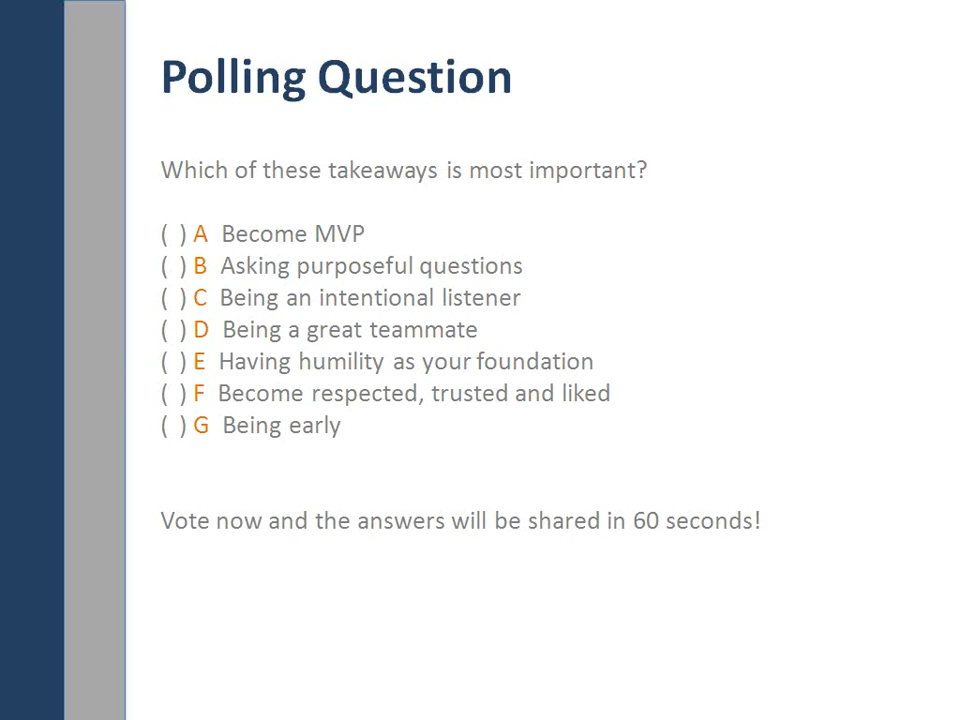 Polling Question
Which of these takeaways is most important?
( ) A Become MVP
( ) B Asking purposeful questions
( ) C Being an intentional listener
( ) D Being a great teammate
( ) E Having humility as your foundation
( ) F Become respected, trusted and liked
( ) G Being early
Vote now and the answers will be shared in 60 seconds!